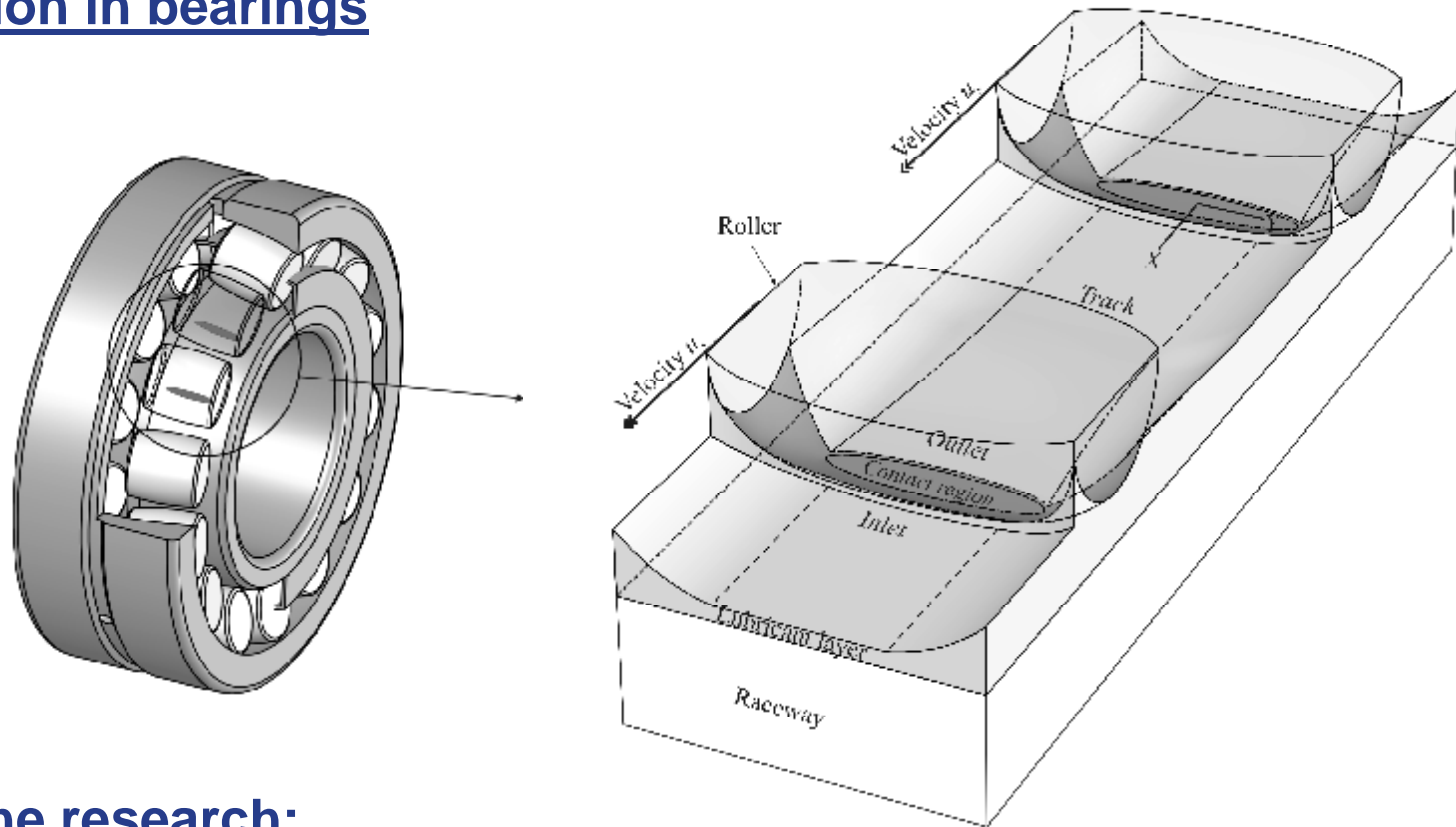 ion in bearings
Velocity u
Roller
x
Track
Velocity u
Outlet
Contact region
Inlet
Lubricant layer
Raceway
he research: